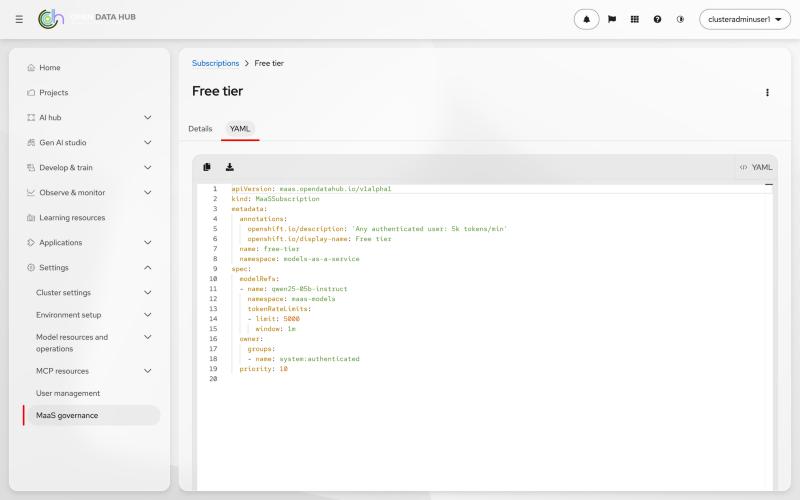 OPEN DATA HUB
clusteradminuser1
Home
Projects
AI hub
Gen AI studio
Develop & train
Observe & monitor
Learning resources
Applications
Settings
Cluster settings
Environment setup
Model resources and
operations
MCP resources
User management
MaaS governance
Subscriptions > Free tier
Free tier
Details YAML
</> YAML
1 apiVersion: maas.opendatahub.io/v1alpha1
2 kind: MaaSSubscription
3 metadata:
4   annotations:
5     openshift.io/description: 'Any authenticated user: 5k tokens/min'
6     openshift.io/display-name: Free tier
7   name: free-tier
8   namespace: models-as-a-service
9 spec:
10   modelRefs:
11   - name: qwen25-05b-instruct
12     namespace: maas-models
13     tokenRateLimits:
14     - limit: 5000
15       window: 1m
16   owner:
17     groups:
18     - name: system:authenticated
19   priority: 10
20